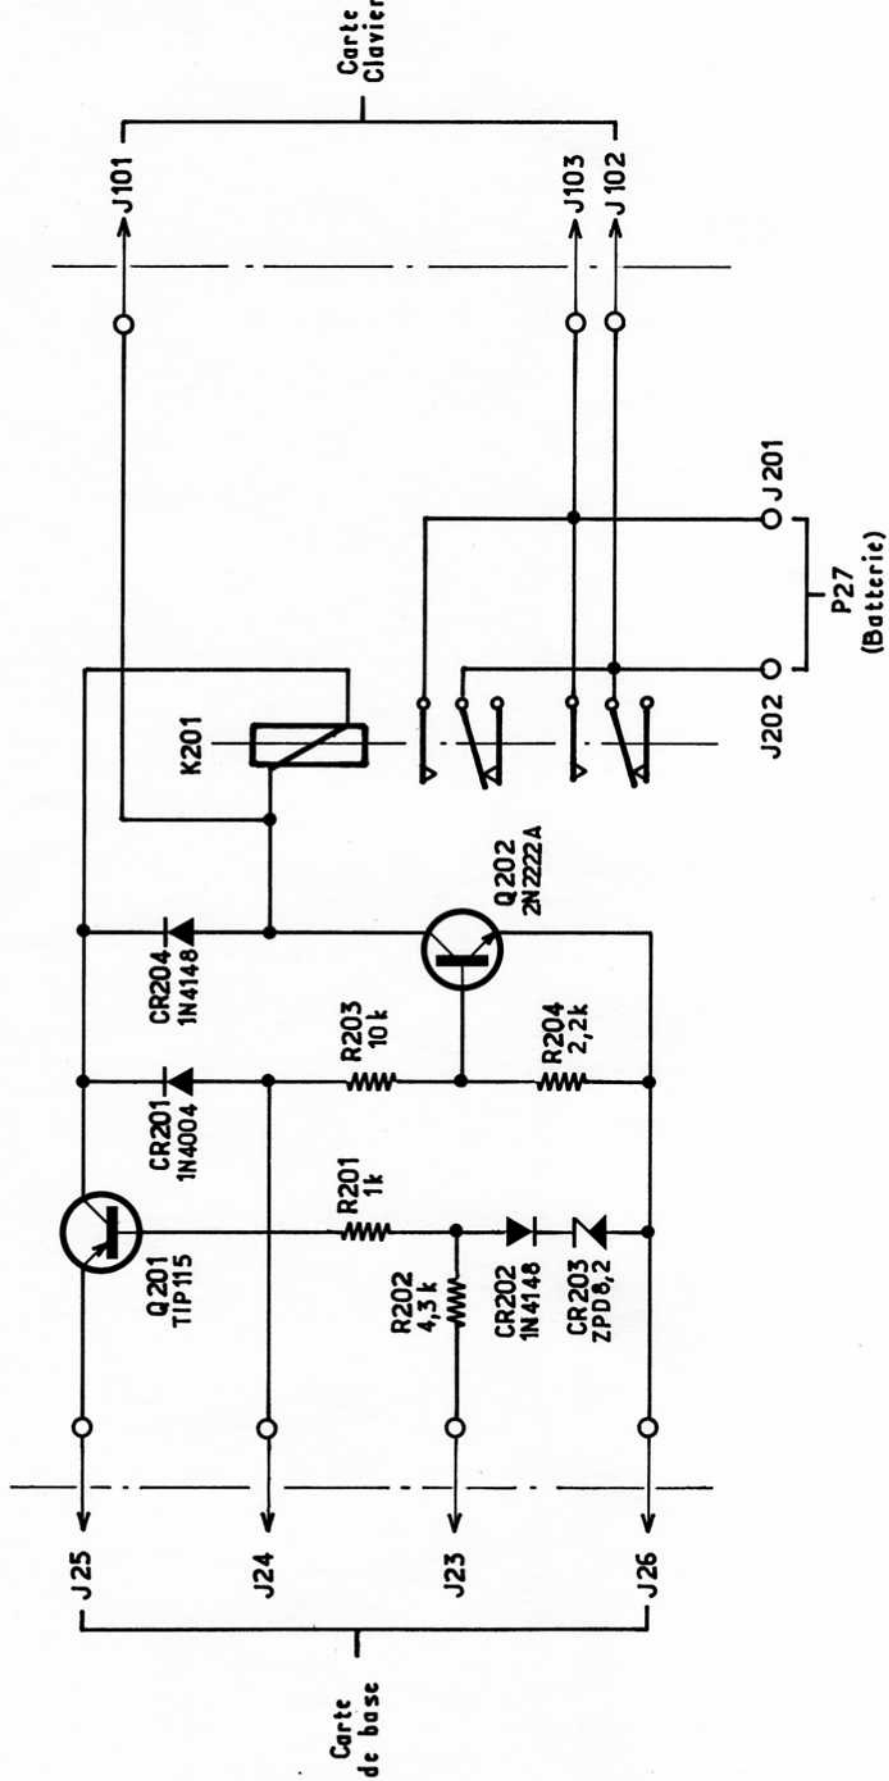 Carte
de base
J25
J24
J23
J26
Q201
TIP115
CR201
1N4004
CR204
1N4148
R201
1k
R203
10k
R202
4,3k
CR202
1N4148
CR203
ZPD8,2
R204
2,2k
Q202
2N2222A
K201
J202
J201
P27
(Batterie)
J101
J103
J102
Carte
Clavier